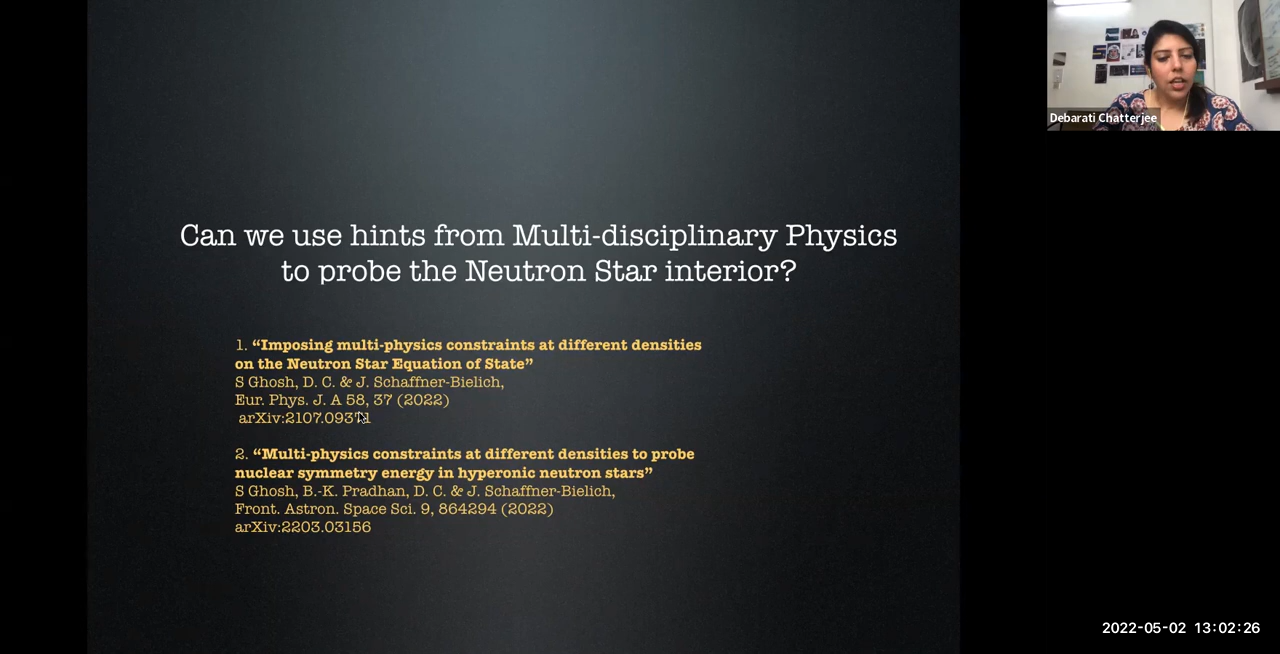 Can we use hints from Multi-disciplinary Physics
to probe the Neutron Star interior?
1. “Imposing multi-physics constraints at different densities
on the Neutron Star Equation of State”
S Ghosh, D. C. & J. Schaffner-Bielich,
Eur. Phys. J. A 58, 37 (2022)
2. “Multi-physics constraints at different densities to probe
nuclear symmetry energy in hyperonic neutron stars”
S Ghosh, B.-K. Pradhan, D. C. & J. Schaffner-Bielich,
Front. Astron. Space Sci. 9, 864294 (2022)
arXiv:2203.03156
Debarati Chatterjee
2022-05-02 13:02:26